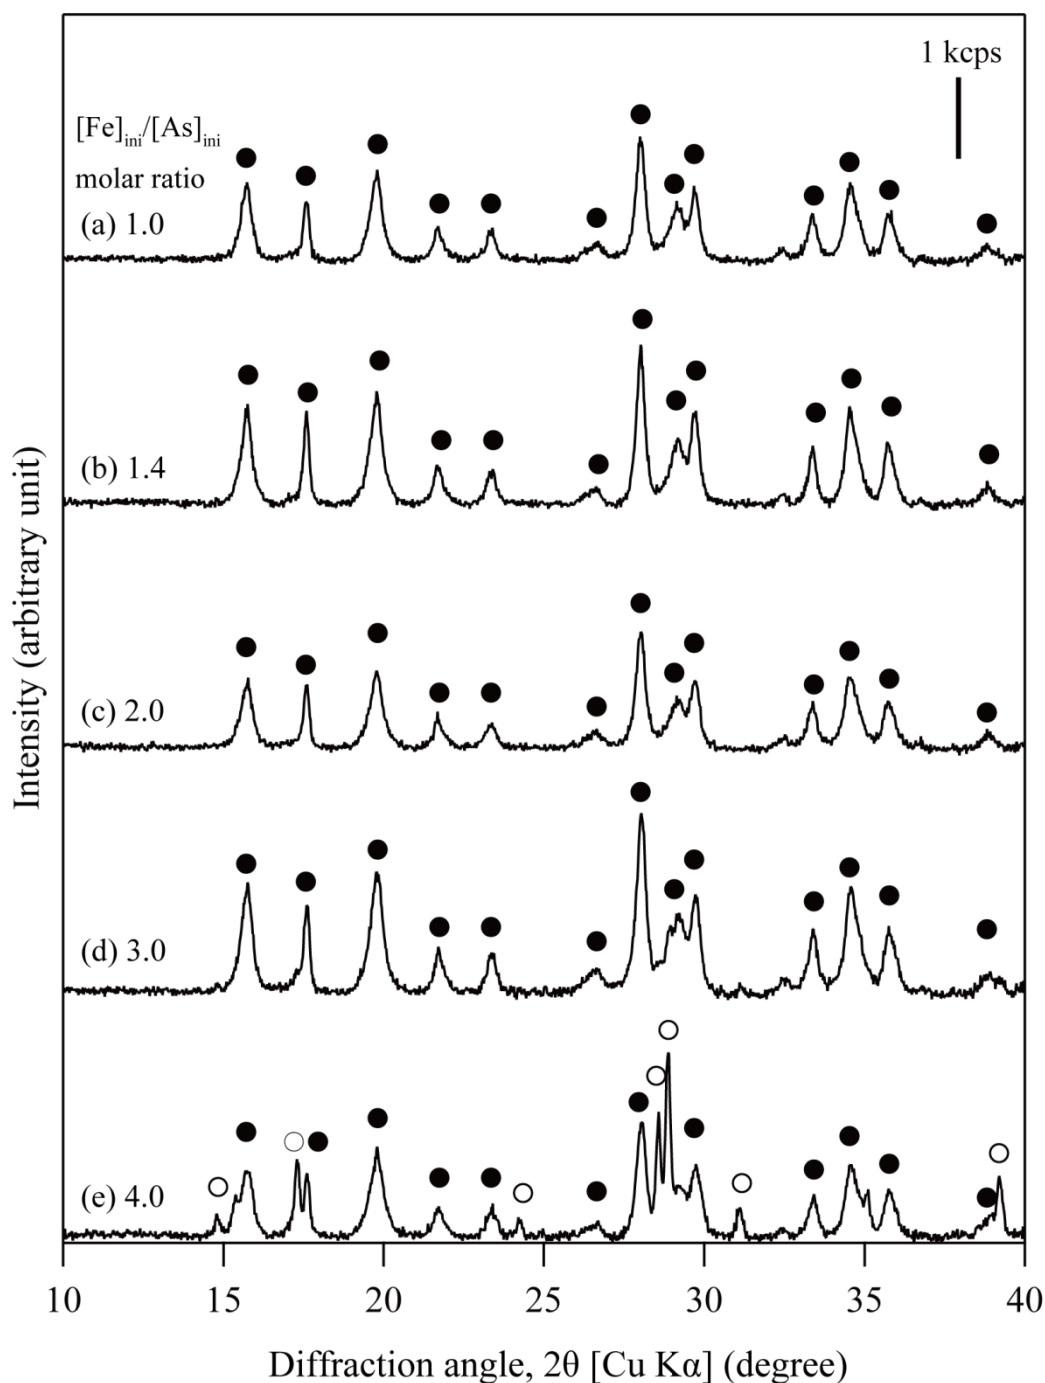 1 kcps
[Fe]ini/[As]ini
molar ratio
(a) 1.0
(b) 1.4
(c) 2.0
(d) 3.0
(e) 4.0
Intensity (arbitrary unit)
10 15 20 25 30 35 40
Diffraction angle, 2θ [Cu Kα] (degree)